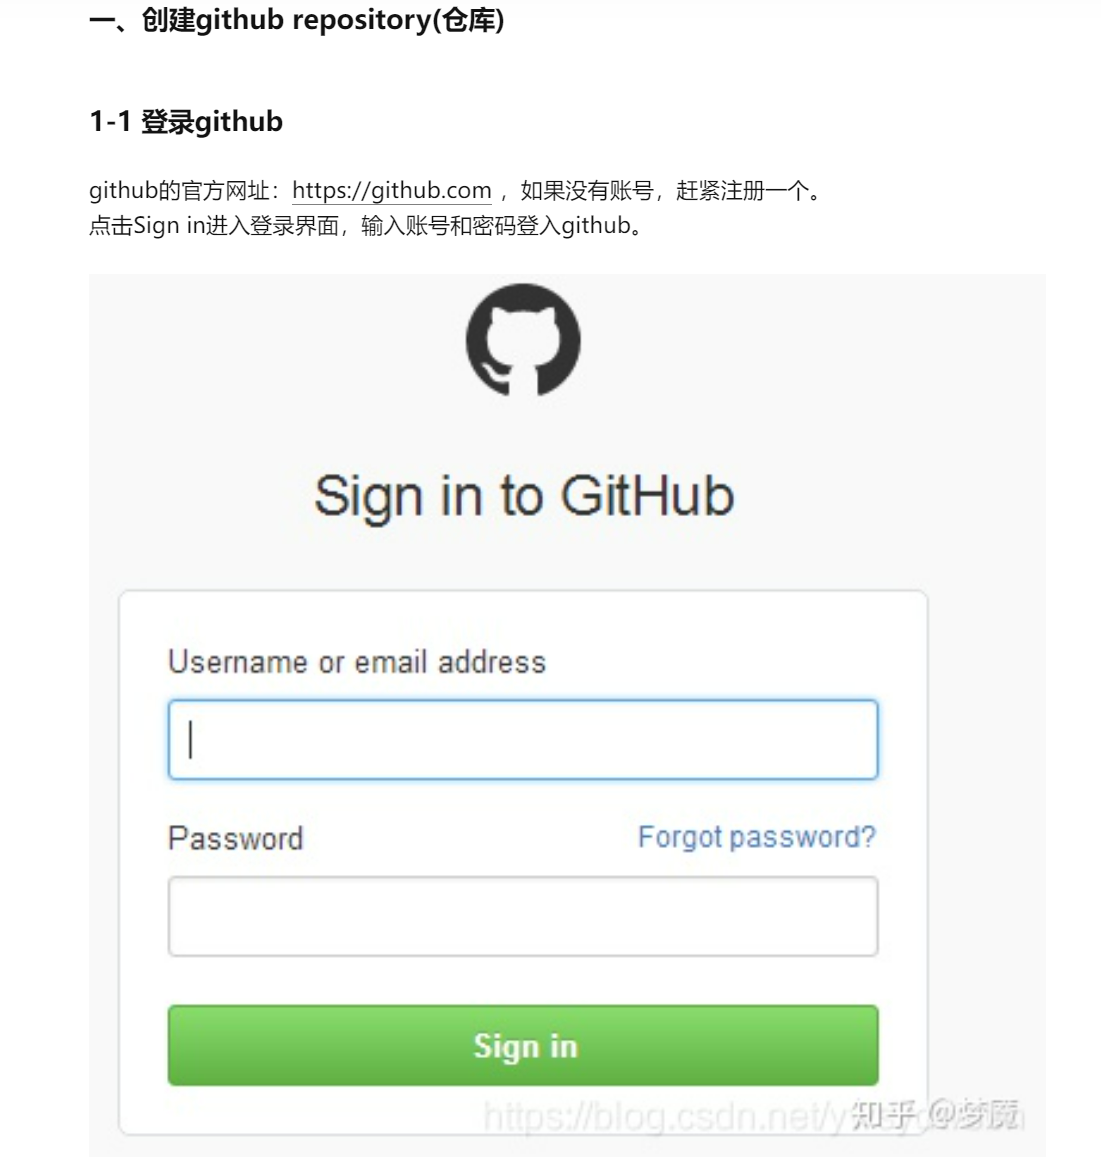 一、创建github repository(仓库)
1-1 登录github
github的官方网址：https://github.com ，如果没有账号，赶紧注册一个。
点击Sign in进入登录界面，输入账号和密码登入github。
Sign in to GitHub
Username or email address
Password
Forgot password?
Sign in
https://blog.csdn.net/y
知乎 @梦魇